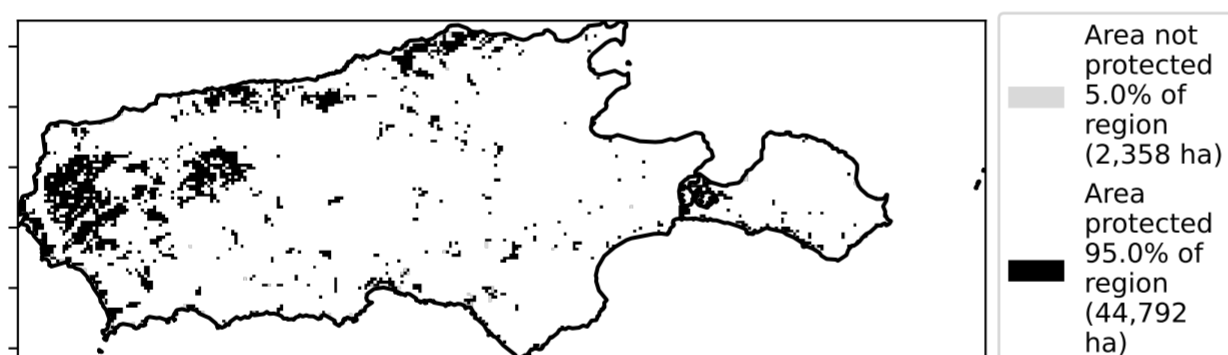 Area not
protected
5.0% of
region
(2,358 ha)
Area
protected
95.0% of
region
(44,792
ha)